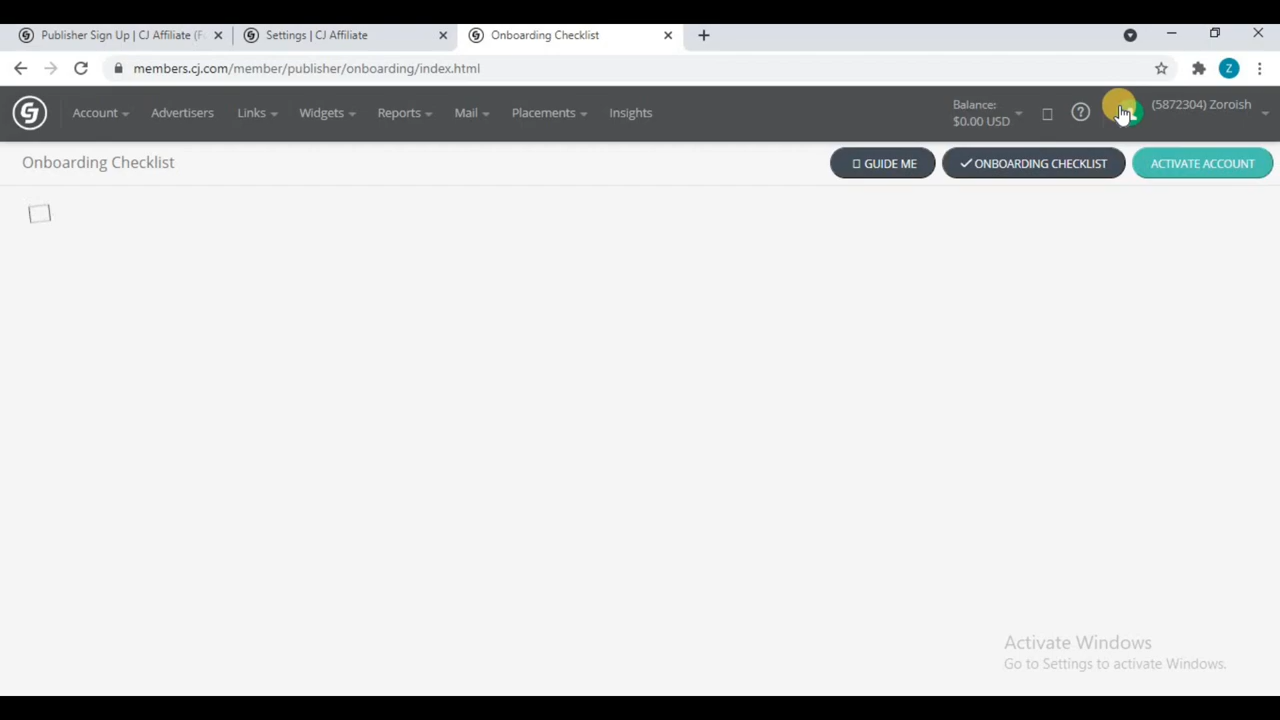 Publisher Sign Up | CJ Affiliate (F
Settings | CJ Affiliate
Onboarding Checklist
members.cj.com/member/publisher/onboarding/index.html
Z
Account
Advertisers
Links
Widgets
Reports
Mail
Placements
Insights
Balance:
$0.00 USD
(5872304) Zoroish
Onboarding Checklist
GUIDE ME
ONBOARDING CHECKLIST
ACTIVATE ACCOUNT
Activate Windows
Go to Settings to activate Windows.